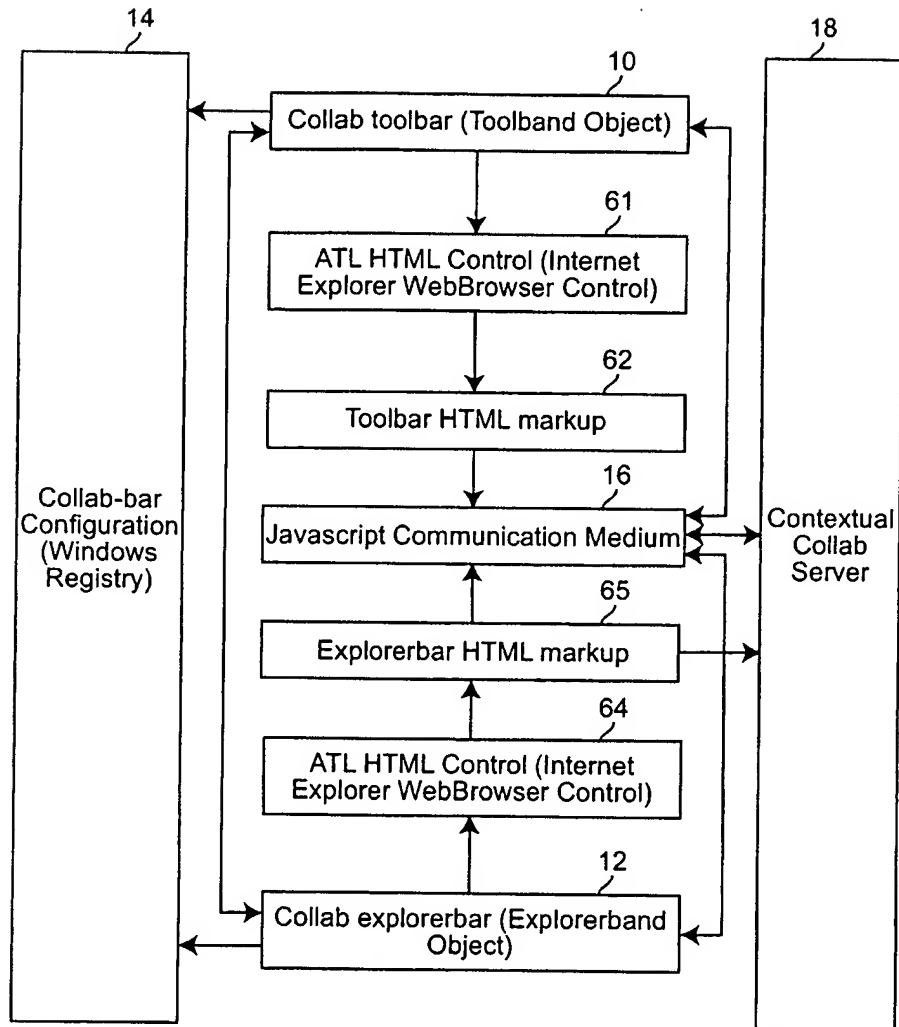 14
18
10
Collab toolbar (Toolband Object)
61
ATL HTML Control (Internet
Explorer WebBrowser Control)
62
Toolbar HTML markup
16
Javascript Communication Medium
Collab-bar
Configuration
(Windows
Registry)
Contextual
Collab
Server
65
Explorerbar HTML markup
64
ATL HTML Control (Internet
Explorer WebBrowser Control)
12
Collab explorerbar (Explorerband
Object)